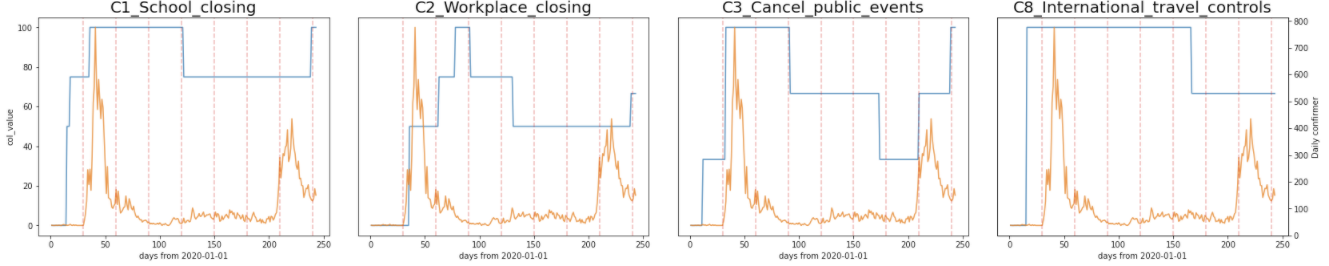 C1_School_closing
C2_Workplace_closing
C3_Cancel_public_events
C8_International_travel_controls
col_value
100
80
60
40
20
0
0 50 100 150 200 250
days from 2020-01-01
0 50 100 150 200 250
days from 2020-01-01
0 50 100 150 200 250
days from 2020-01-01
0 50 100 150 200 250
days from 2020-01-01
800
700
600
500
400
300
200
100
0
Daily confirmer